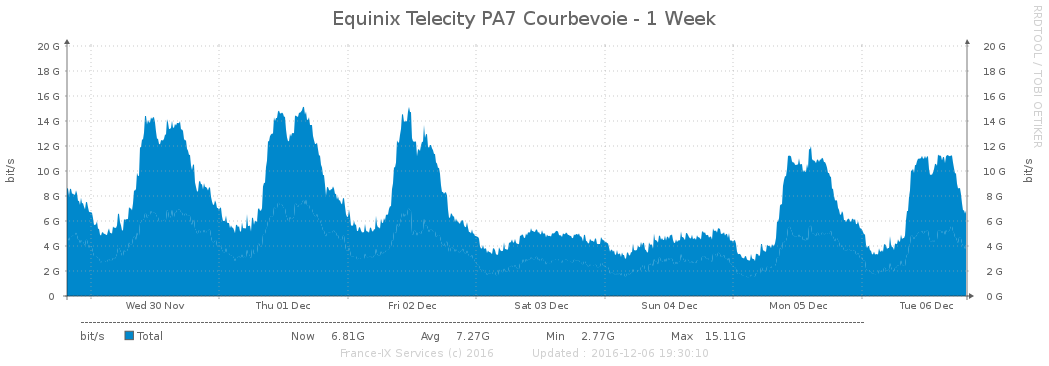 Equinix Telecity PA7 Courbevoie - 1 Week
RRDTOOL / TOBI OETIKER
bit/s
20 G 20 G
18 G 18 G
16 G 16 G
14 G 14 G
12 G 12 G
10 G 10 G
8 G 8 G
6 G 6 G
4 G 4 G
2 G 2 G
0 0 G
bit/s
Wed 30 Nov Thu 01 Dec Fri 02 Dec Sat 03 Dec Sun 04 Dec Mon 05 Dec Tue 06 Dec
bit/s Total Now 6.81G Avg 7.27G Min 2.77G Max 15.11G
France-IX Services (c) 2016 Updated : 2016-12-06 19:30:10